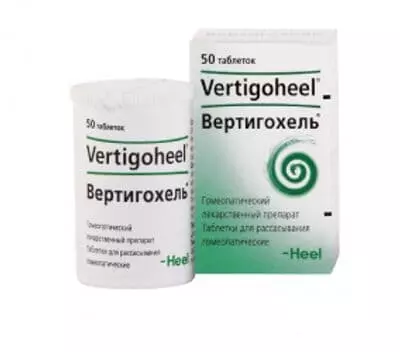 50 таблеток
Vertigoheel®
Вертигохель®
Гомеопатический
лекарственный препарат
Таблетки для рассасывания
гомеопатические
-Heel
50 таблеток
Vertigoheel®
Вертигохель®
Гомеопатический
лекарственный препарат
Таблетки для рассасывания
гомеопатические
-Heel